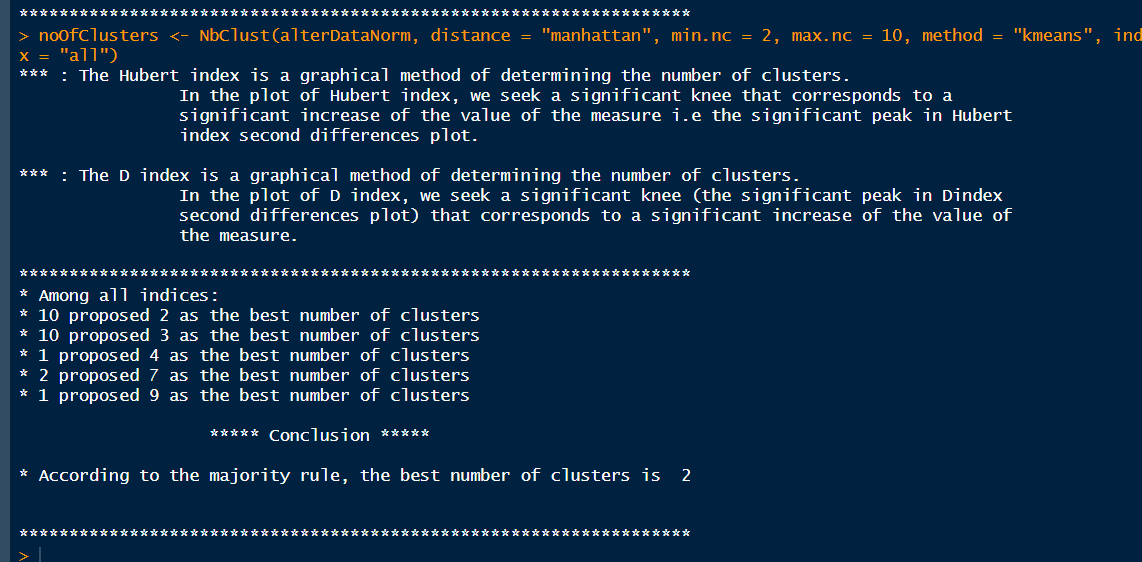 *******************************************************************
> noOfClusters <- NbClust(alterDataNorm, distance = "manhattan", min.nc = 2, max.nc = 10, method = "kmeans", ind
x = "all")
*** : The Hubert index is a graphical method of determining the number of clusters.
In the plot of Hubert index, we seek a significant knee that corresponds to a
significant increase of the value of the measure i.e the significant peak in Hubert
index second differences plot.
*** : The D index is a graphical method of determining the number of clusters.
In the plot of D index, we seek a significant knee (the significant peak in Dindex
second differences plot) that corresponds to a significant increase of the value of
the measure.
*******************************************************************
* Among all indices:
* 10 proposed 2 as the best number of clusters
* 10 proposed 3 as the best number of clusters
* 1 proposed 4 as the best number of clusters
* 2 proposed 7 as the best number of clusters
* 1 proposed 9 as the best number of clusters
***** Conclusion *****
* According to the majority rule, the best number of clusters is  2
*******************************************************************
>